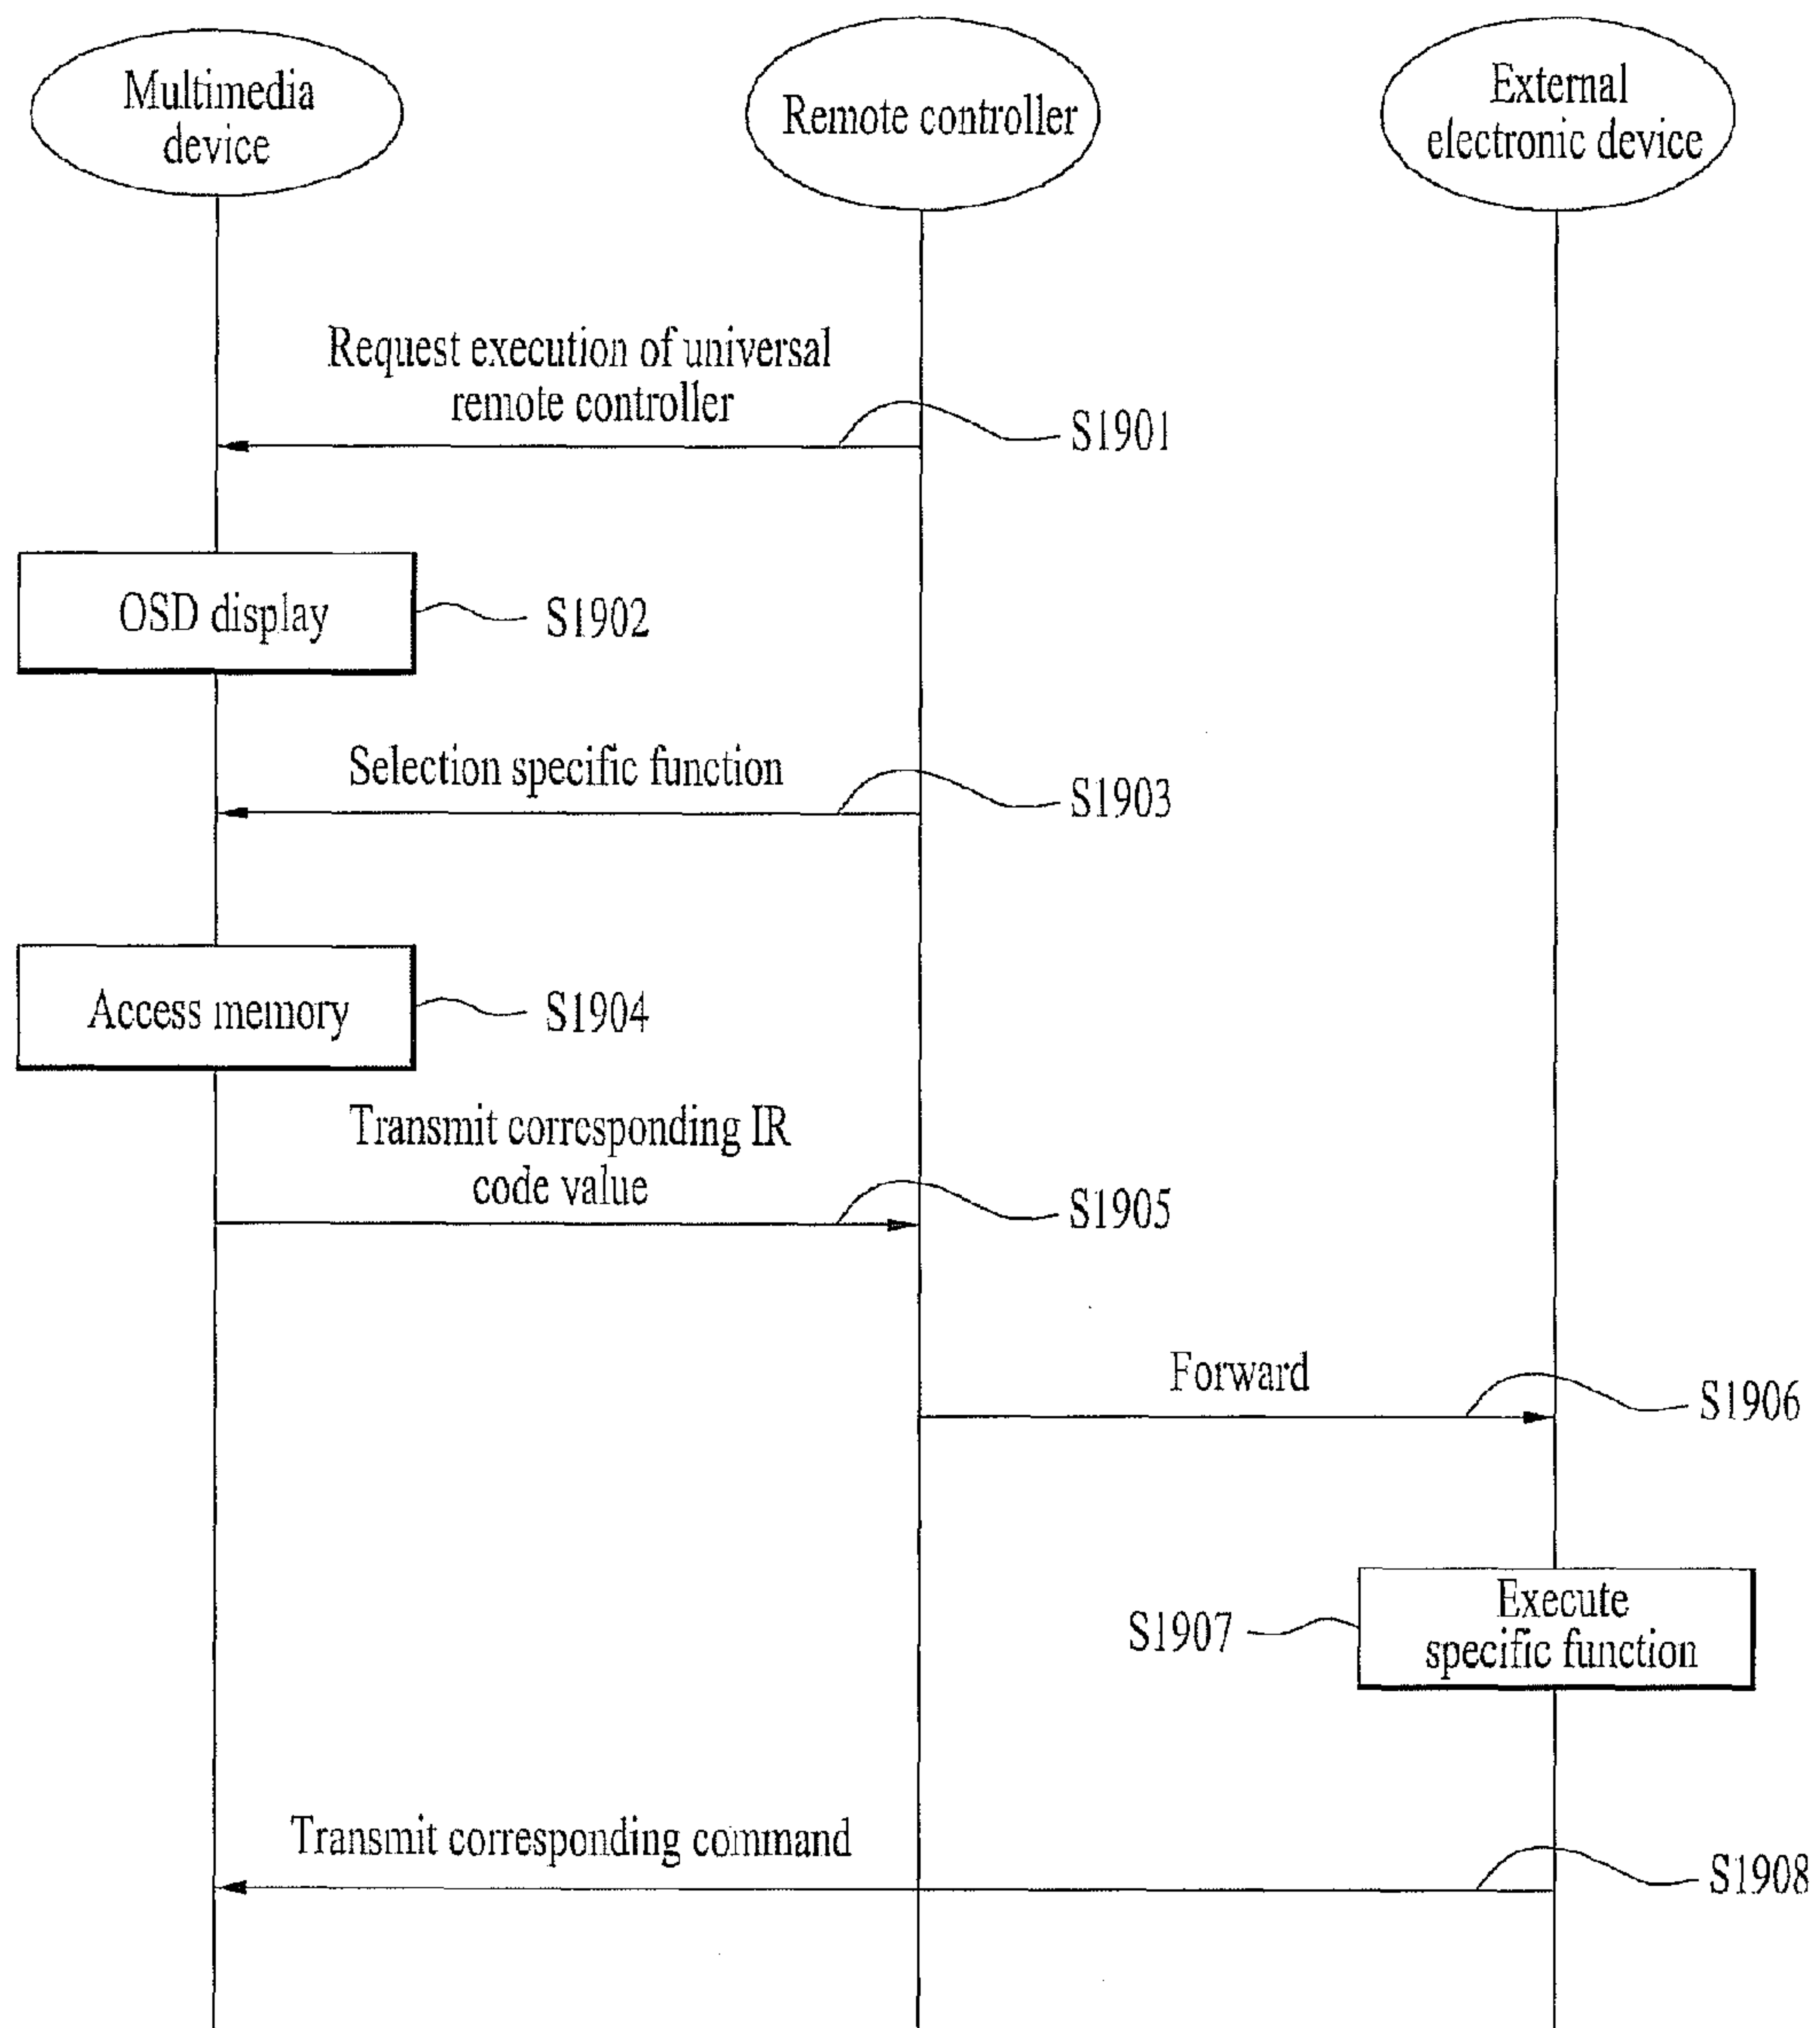 Multimedia
device
Remote controller
External
electronic device
Request execution of universal
remote controller
S1901
OSD display
S1902
Selection specific function
S1903
Access memory
S1904
Transmit corresponding IR
code value
S1905
Forward
S1906
Execute
specific function
S1907
Transmit corresponding command
S1908